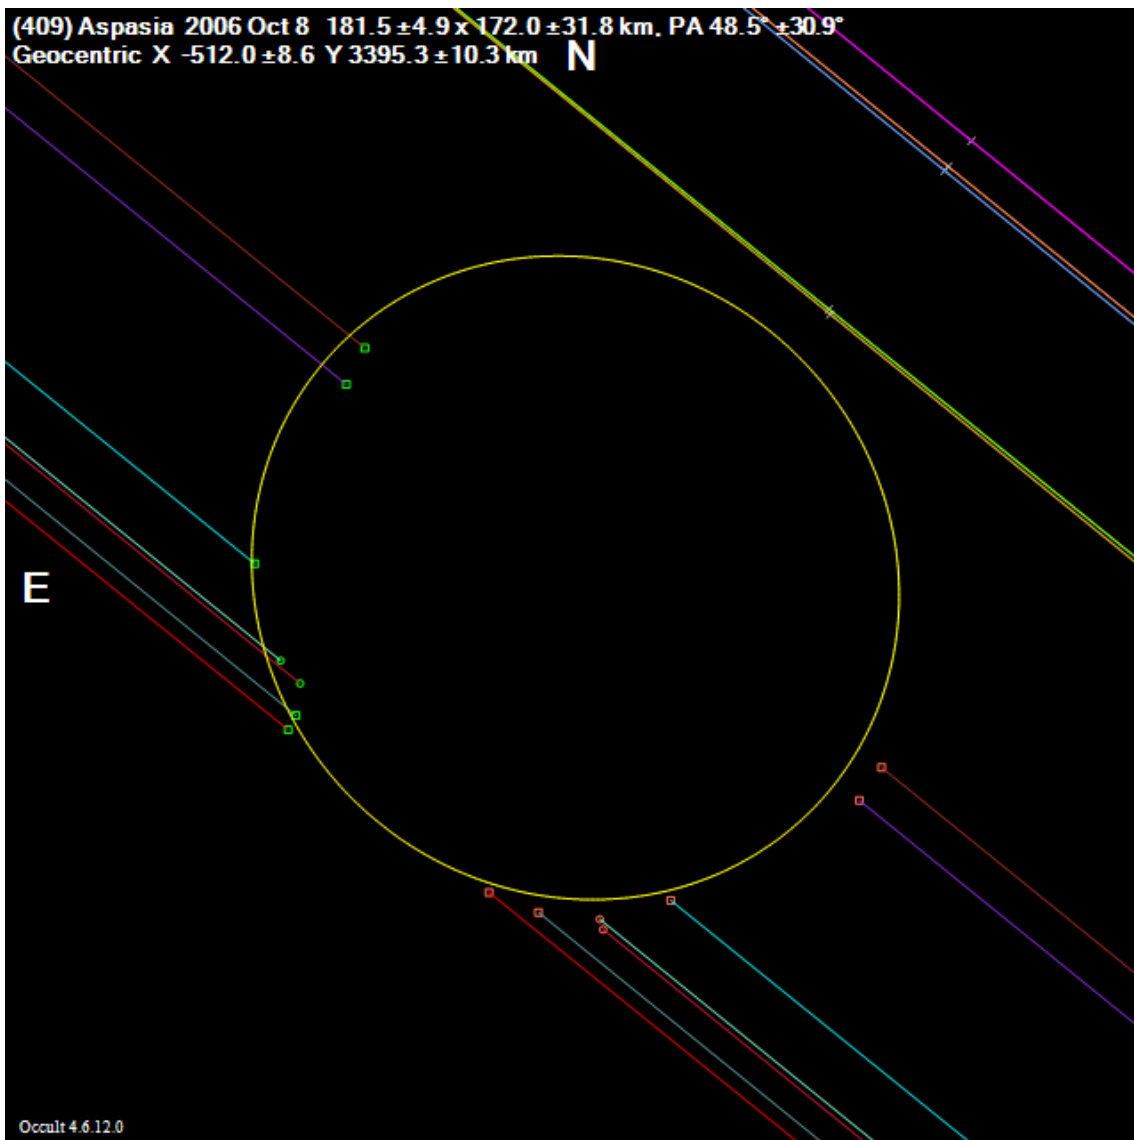 (409) Aspasia 2006 Oct 8 181.5 ±4.9 x 172.0 ±31.8 km. PA 48.5° ±30.9°
Geocentric X -512.0 ±8.6 Y 3395.3 ±10.3 km
N
E
Occult 4.6.12.0